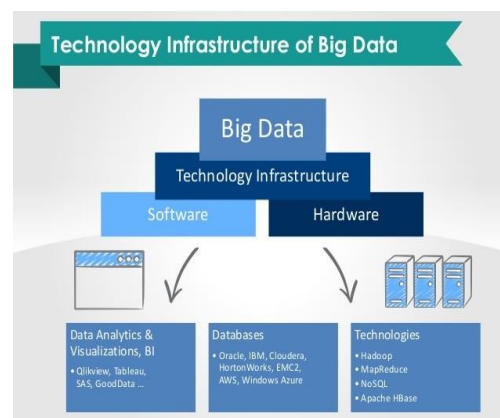 Technology Infrastructure of Big Data
Big Data
Technology Infrastructure
Software
Hardware
Data Analytics &
Visualizations, BI
• Qlikview, Tableau,
SAS, GoodData ...
Databases
• Oracle, IBM, Cloudera,
HortonWorks, EMC2,
AWS, Windows Azure
Technologies
• Hadoop
• MapReduce
• NoSQL
• Apache HBase